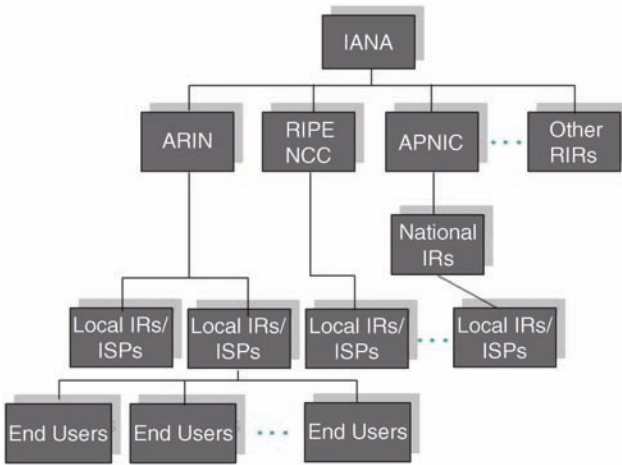 IANA
ARIN
RIPE
NCC
APNIC
Other
RIRs
National
IRs
Local IRs/
ISPs
Local IRs/
ISPs
Local IRs/
ISPs
Local IRs/
ISPs
End Users
End Users
End Users